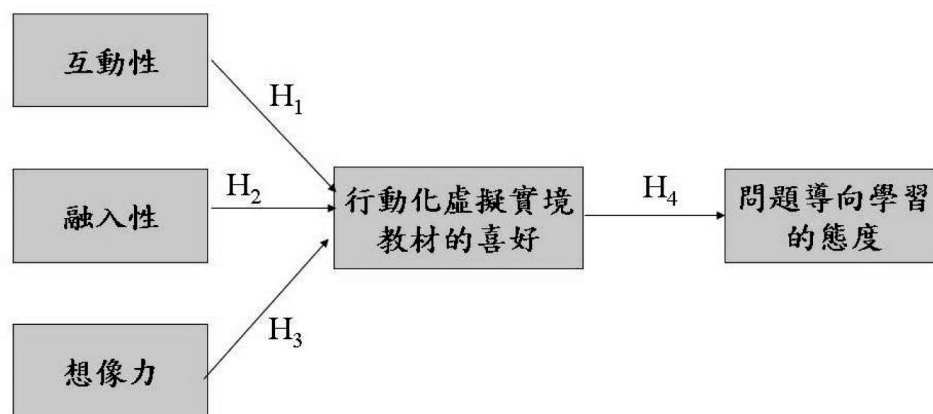 互動性
H₁
融入性
H₂
行動化虛擬實境
教材的喜好
H₄
問題導向學習
的態度
H₃
想像力